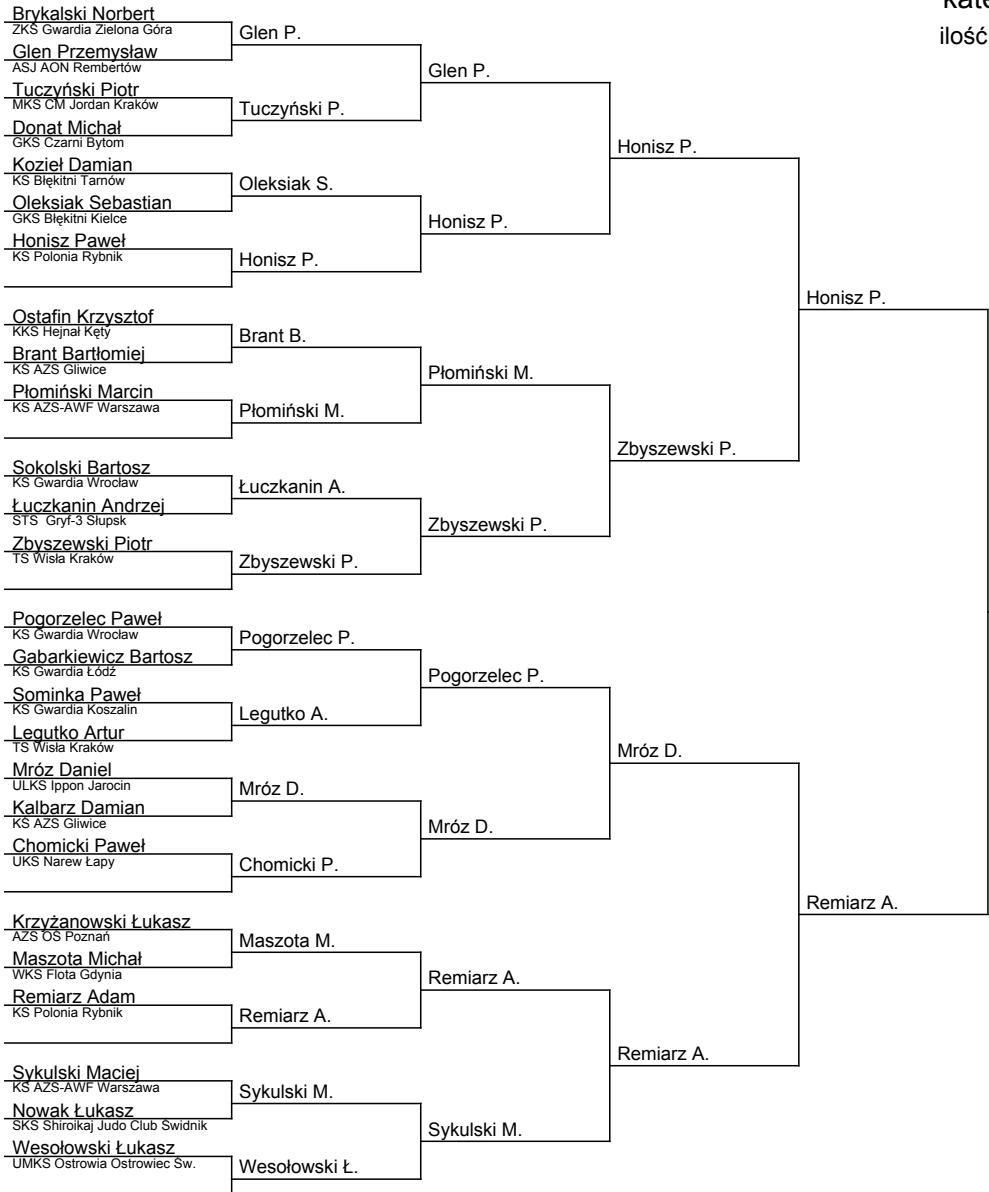 Brykalski Norbert
ZKS Gwardia Zielona Góra
Glen Przemysław
ASJ AON Rembertów
Tuczyński Piotr
MKS CM Jordan Kraków
Donat Michał
GKS Czarni Bytom
Kozieł Damian
KS Błękitni Tarnów
Oleksiak Sebastian
GKS Błękitni Kielce
Honisz Paweł
KS Polonia Rybnik
Ostafin Krzysztof
KKS Hejnał Kęty
Brant Bartłomiej
KS AZS Gliwice
Płomiński Marcin
KS AZS-AWF Warszawa
Sokolski Bartosz
KS Gwardia Wrocław
Łuczkanin Andrzej
STS Gryf-3 Słupsk
Zbyszewski Piotr
TS Wisła Kraków
Pogorzelec Paweł
KS Gwardia Wrocław
Gabarkiewicz Bartosz
KS Gwardia Łódź
Sominka Paweł
KS Gwardia Koszalin
Legutko Artur
TS Wisła Kraków
Mróz Daniel
ULKS Ippon Jarocin
Kalbarz Damian
KS AZS Gliwice
Chomicki Paweł
UKS Narew Łapy
Krzyżanowski Łukasz
AZS OŚ Poznań
Maszota Michał
WKS Flota Gdynia
Remiarz Adam
KS Polonia Rybnik
Sykulski Maciej
KS AZS-AWF Warszawa
Nowak Łukasz
SKS Shiroikaj Judo Club Świdnik
Wesołowski Łukasz
UMKS Ostrovia Ostrowiec Św.
Glen P.
Tuczyński P.
Oleksiak S.
Honisz P.
Brant B.
Płomiński M.
Łuczkanin A.
Zbyszewski P.
Pogorzelec P.
Legutko A.
Mróz D.
Chomicki P.
Maszota M.
Remiarz A.
Sykulski M.
Wesołowski Ł.
Glen P.
Honisz P.
Płomiński M.
Zbyszewski P.
Pogorzelec P.
Mróz D.
Remiarz A.
Sykulski M.
Honisz P.
Zbyszewski P.
Mróz D.
Remiarz A.
Honisz P.
Remiarz A.
ilość